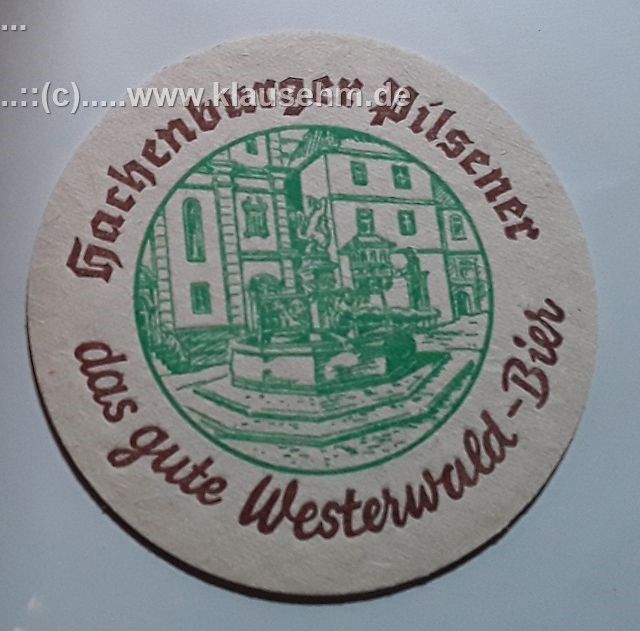 ...
...::(c).....www.klausehm.de
Hachenburger Pilsener
das gute Westerwald-Bier